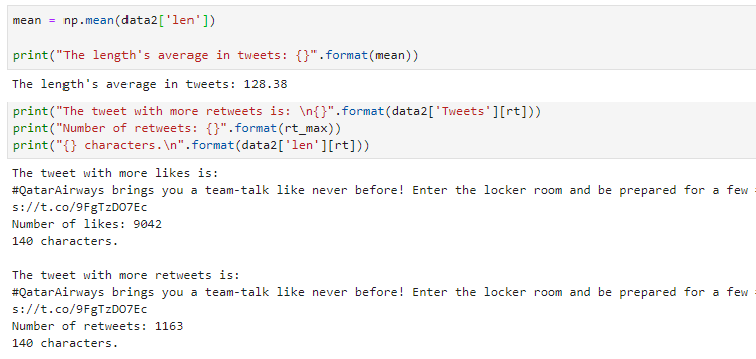 mean = np.mean(data2['len'])
print("The length's average in tweets: {}".format(mean))
The length's average in tweets: 128.38
print("The tweet with more retweets is: \n{}".format(data2['Tweets'][rt]))
print("Number of retweets: {}".format(rt_max))
print("{} characters.\n".format(data2['len'][rt]))
The tweet with more likes is:
#QatarAirways brings you a team-talk like never before! Enter the locker room and be prepared for a few
s://t.co/9FgTzDO7Ec
Number of likes: 9042
140 characters.
The tweet with more retweets is:
#QatarAirways brings you a team-talk like never before! Enter the locker room and be prepared for a few
s://t.co/9FgTzDO7Ec
Number of retweets: 1163
140 characters.